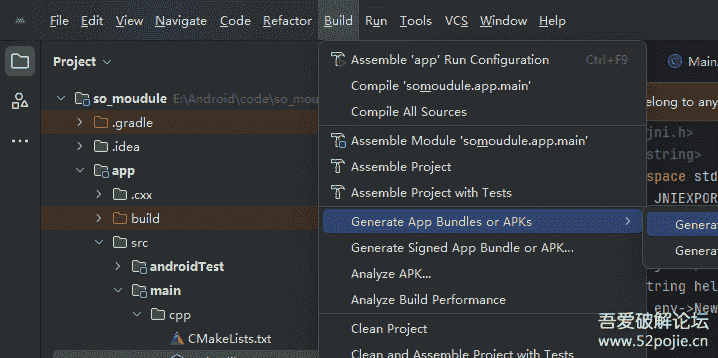 File Edit View Navigate Code Refactor Build Run Tools VCS Window Help
Project
so_moudule E:\Android\code\so_mou
.gradle
.idea
app
.cxx
build
src
androidTest
main
cpp
CMakeLists.txt
Assemble 'app' Run Configuration Ctrl+F9
Compile 'somoudule.app.main'
Compile All Sources
Assemble Module 'somoudule.app.main'
Assemble Project
Assemble Project with Tests
Generate App Bundles or APKs
Generate Signed App Bundle or APK...
Analyze APK...
Analyze Build Performance
Clean Project
Clean and Assemble Project with Tests
Main
elong to any
jni.h>
string>
space std
JNIEXPOR
Genera
Genera
tring hel
env->New
吾爱破解论坛
www.52pojie.cn